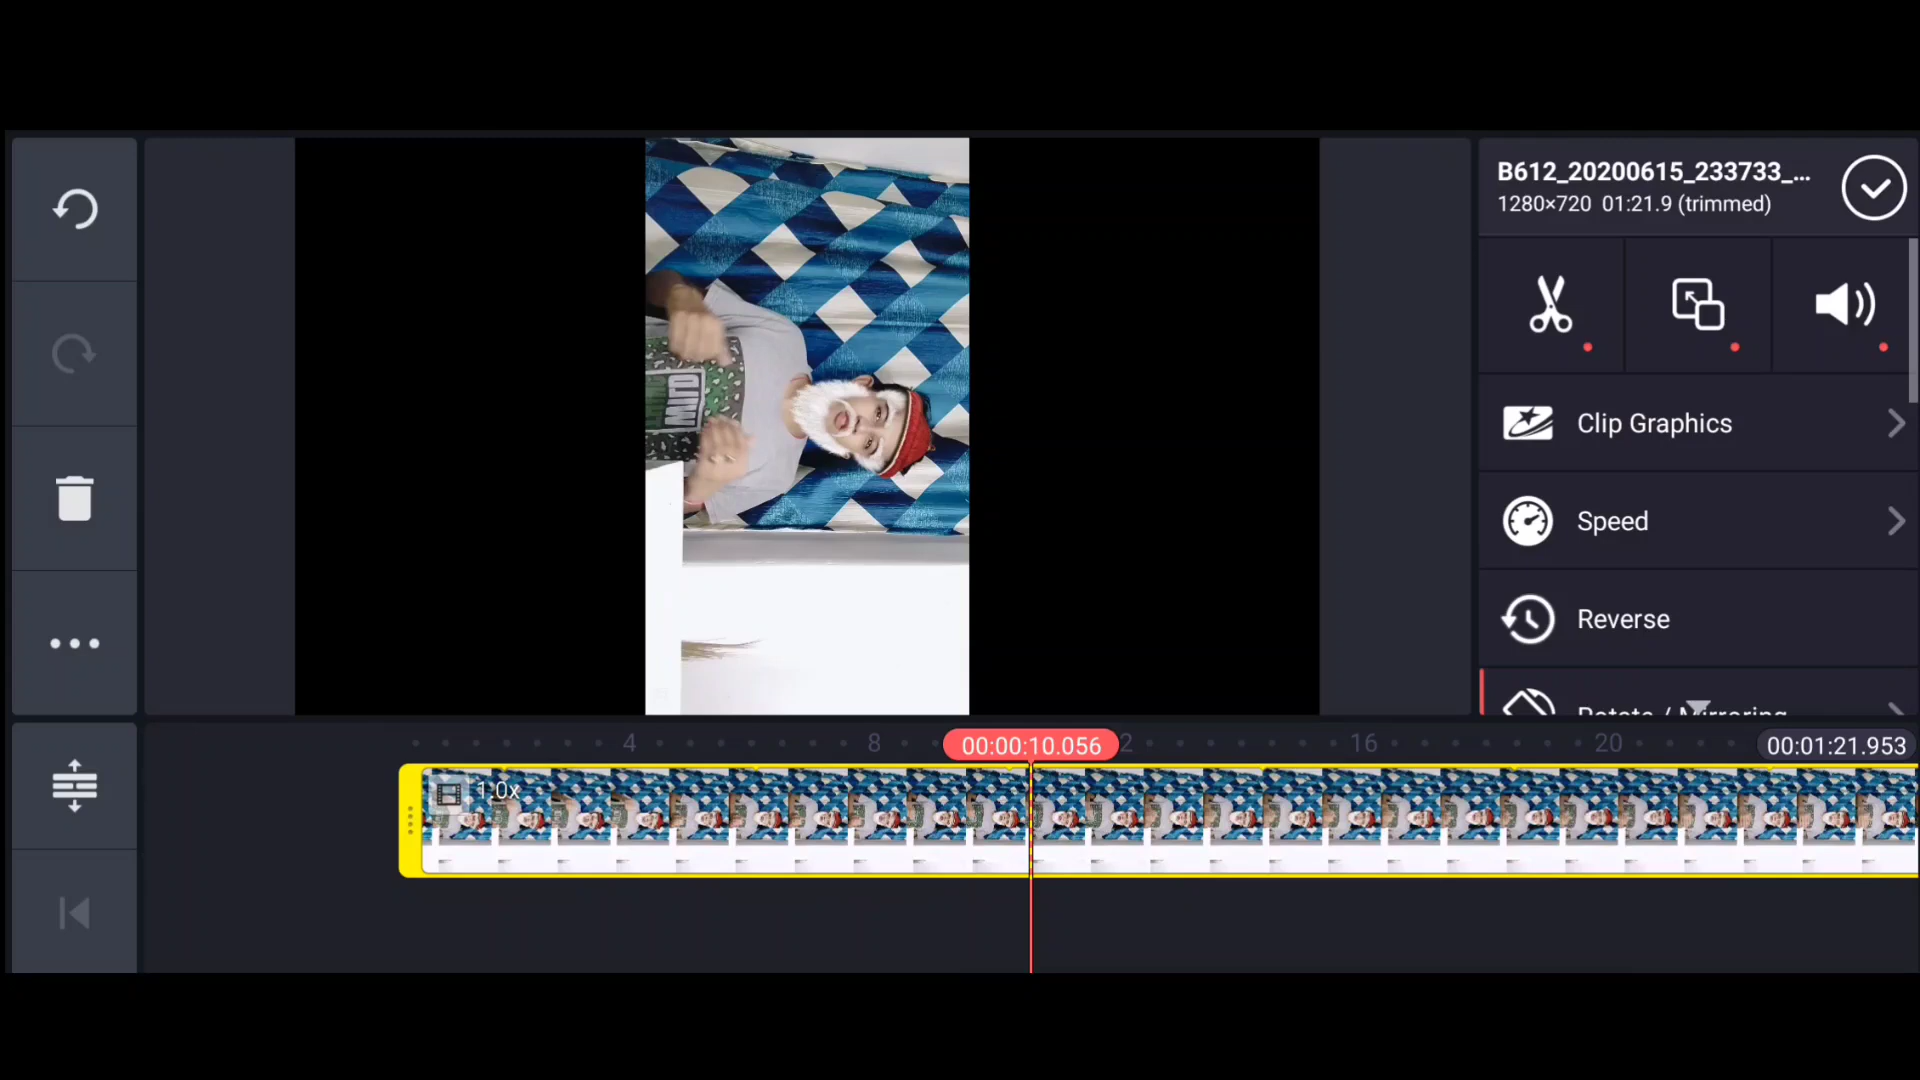 B612_20200615_233733_...
1280×720 01:21.9 (trimmed)
Clip Graphics
Speed
Reverse
Rotate / Mirroring
4
8
00:00:10.056
2
16
20
00:01:21.953
1.0x